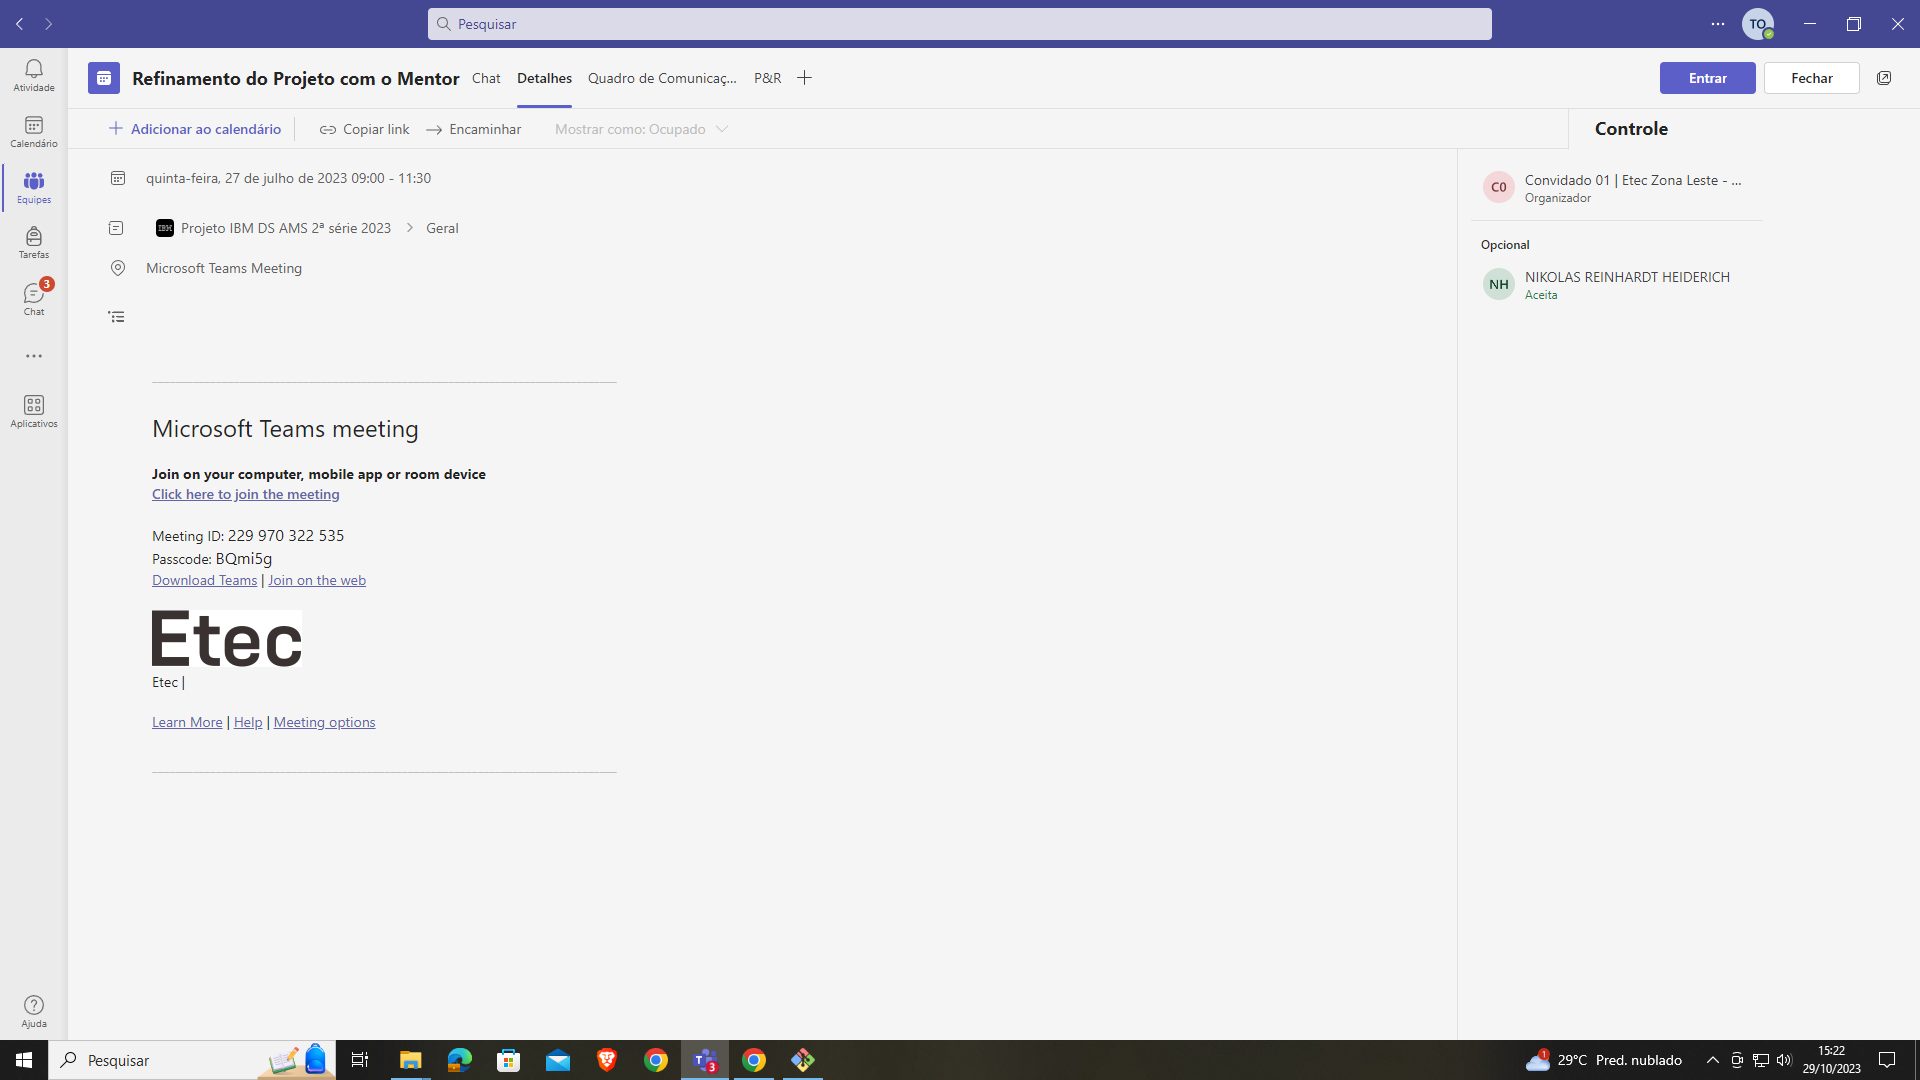 Pesquisar
TO
Atividade
Calendário
Equipes
Tarefas
3
Chat
Aplicativos
Ajuda
Refinamento do Projeto com o Mentor
Chat
Detalhes
Quadro de Comunicaç...
P&R
Entrar
Fechar
Adicionar ao calendário
Copiar link
Encaminhar
Mostrar como: Ocupado
Controle
quinta-feira, 27 de julho de 2023 09:00 - 11:30
IBM
Projeto IBM DS AMS 2ª série 2023 > Geral
Microsoft Teams Meeting
C0
Convidado 01 | Etec Zona Leste - ...
Organizador
Opcional
NH
NIKOLAS REINHARDT HEIDERICH
Aceita
Microsoft Teams meeting
Join on your computer, mobile app or room device
Click here to join the meeting
Meeting ID: 229 970 322 535
Passcode: BQmi5g
Download Teams | Join on the web
Etec
Etec |
Learn More | Help | Meeting options
Pesquisar
T
3
1
29°C Pred. nublado
15:22
29/10/2023